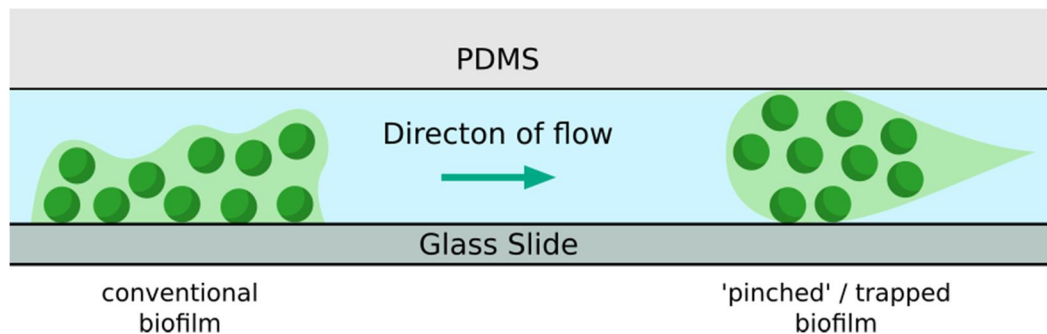 PDMS
Directon of flow
Glass Slide
conventional
biofilm
'pinched' / trapped
biofilm